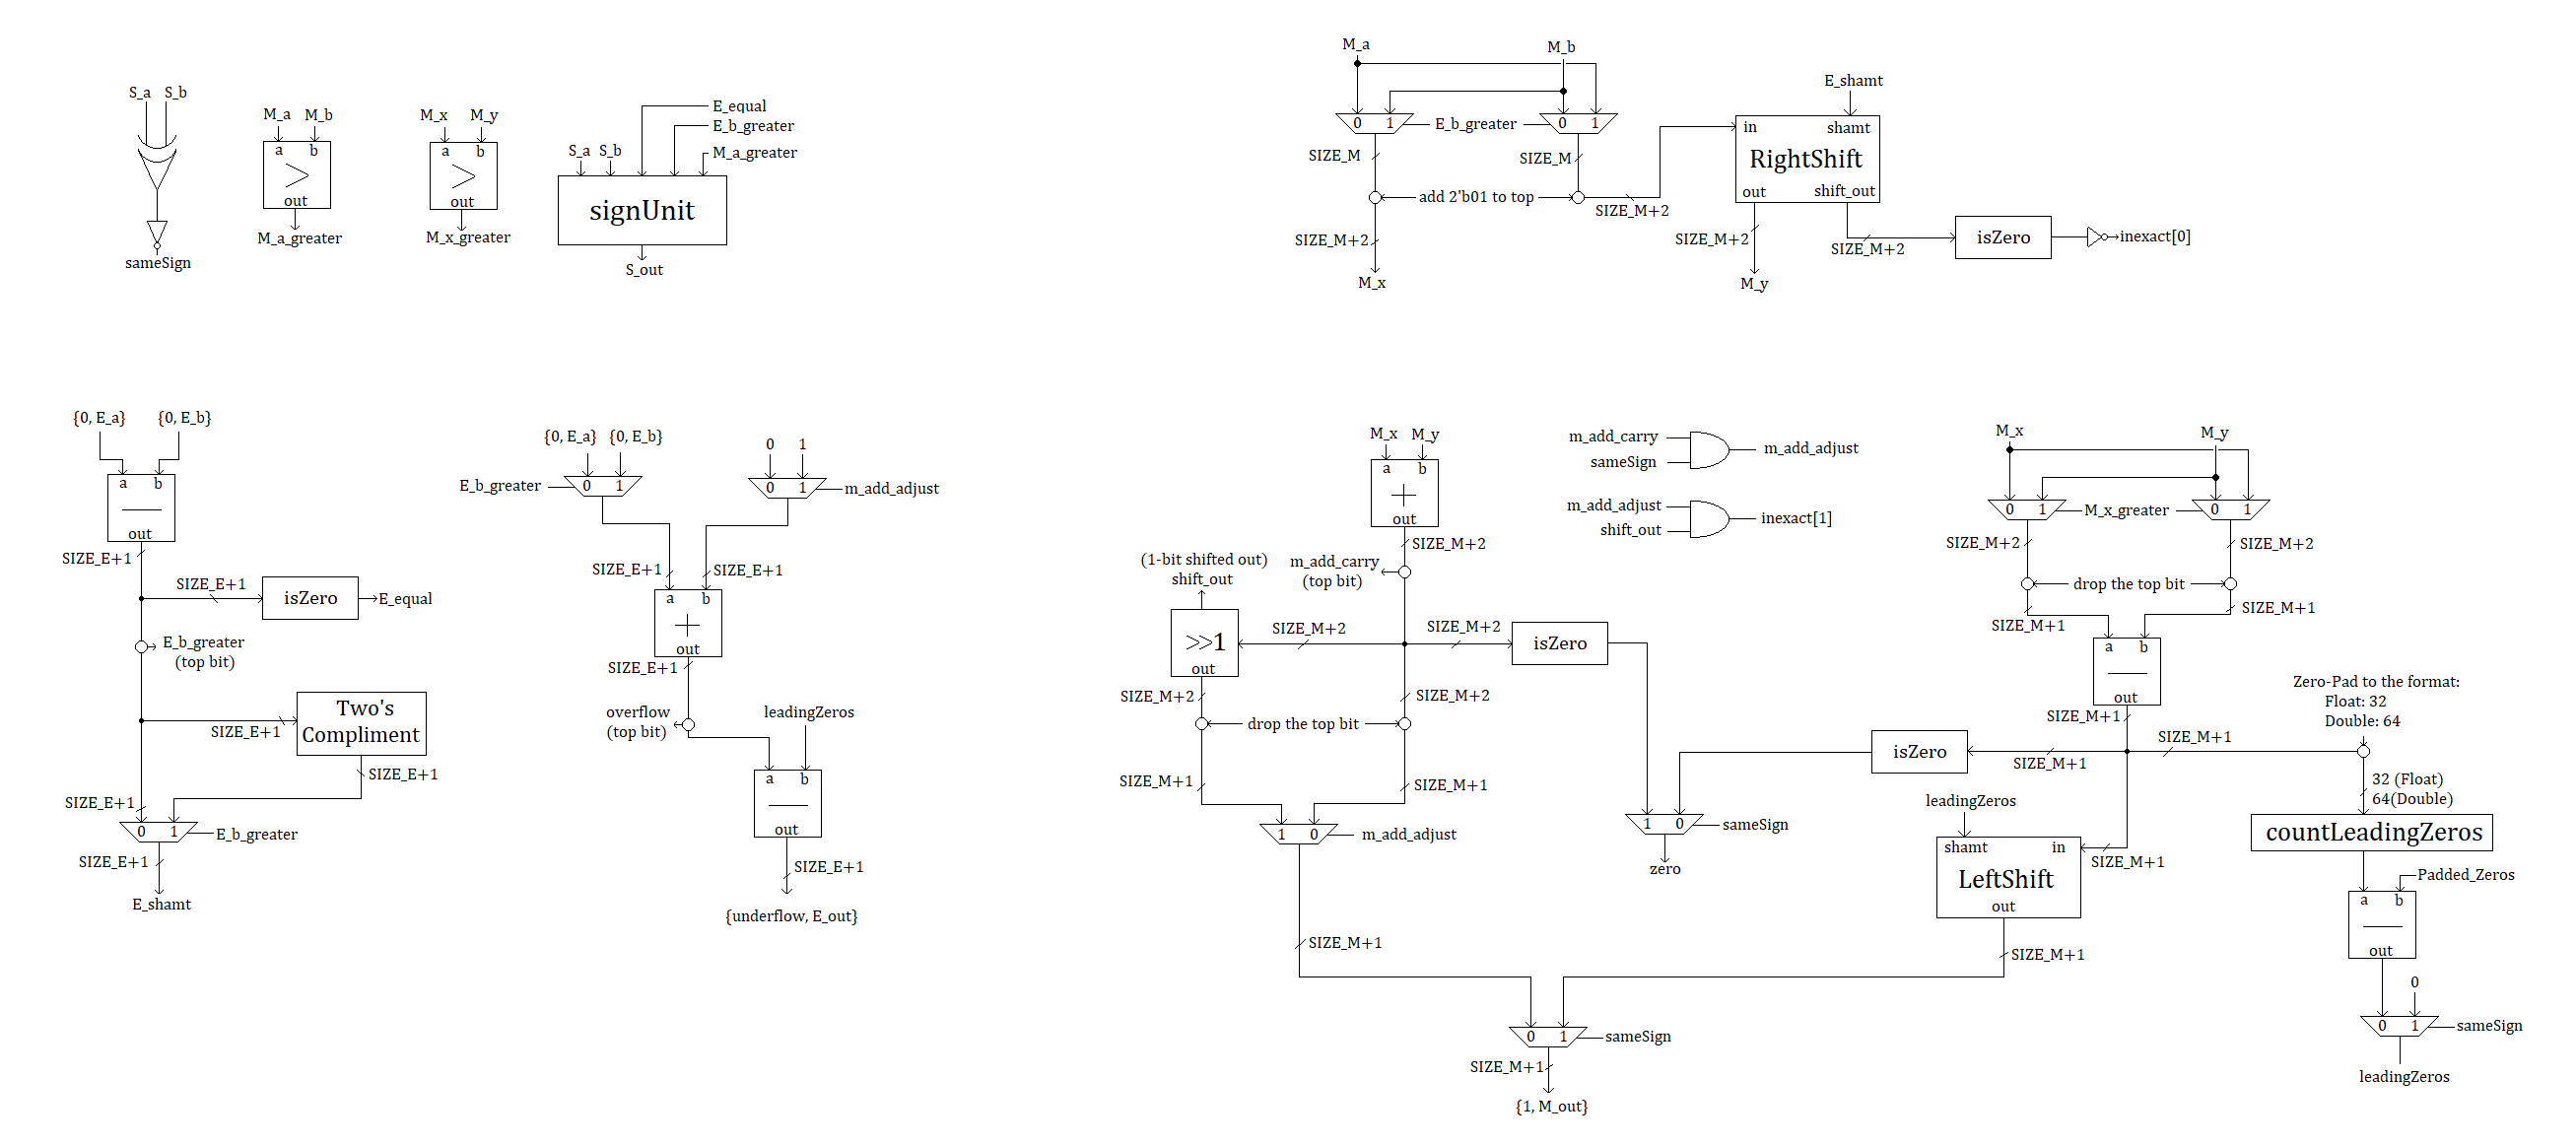 S_a S_b
sameSign
M_a M_b
a b
>
out
M_a_greater
M_x M_y
a b
>
out
M_x_greater
E_equal
E_b_greater
M_a_greater
S_a S_b
signUnit
S_out
M_a M_b
0 1 E_b_greater 0 1
SIZE_M SIZE_M
add 2'b01 to top
SIZE_M+2
SIZE_M+2
M_x
E_shamt
in shamt
RightShift
out shift_out
SIZE_M+2
M_y
SIZE_M+2
isZero
inexact[0]
{0, E_a} {0, E_b}
a b
out
SIZE_E+1
SIZE_E+1
isZero
E_equal
E_b_greater
(top bit)
SIZE_E+1
Two's
Compliment
SIZE_E+1
SIZE_E+1
0 1
E_b_greater
SIZE_E+1
E_shamt
{0, E_a} {0, E_b}
E_b_greater 0 1
0 1
0 1 m_add_adjust
SIZE_E+1 SIZE_E+1
a b
+
out
SIZE_E+1
overflow
(top bit)
leadingZeros
a b
out
SIZE_E+1
{underflow, E_out}
M_x M_y
a b
+
out
SIZE_M+2
m_add_carry
(top bit)
m_add_carry
sameSign
m_add_adjust
m_add_adjust
shift_out
inexact[1]
(1-bit shifted out)
shift_out
>>1
out
SIZE_M+2
SIZE_M+2
isZero
SIZE_M+2
SIZE_M+2
drop the top bit
SIZE_M+1
SIZE_M+1
1 0 m_add_adjust
1 0 sameSign
zero
SIZE_M+1
M_x M_y
0 1 M_x_greater 0 1
SIZE_M+2 SIZE_M+2
drop the top bit
SIZE_M+1
SIZE_M+1
a b
out
SIZE_M+1
isZero
SIZE_M+1
SIZE_M+1
Zero-Pad to the format:
Float: 32
Double: 64
32 (Float)
64(Double)
countLeadingZeros
Padded_Zeros
a b
out
0
0 1 sameSign
leadingZeros
leadingZeros
shamt in
LeftShift
out
SIZE_M+1
SIZE_M+1
0 1 sameSign
SIZE_M+1
{1, M_out}